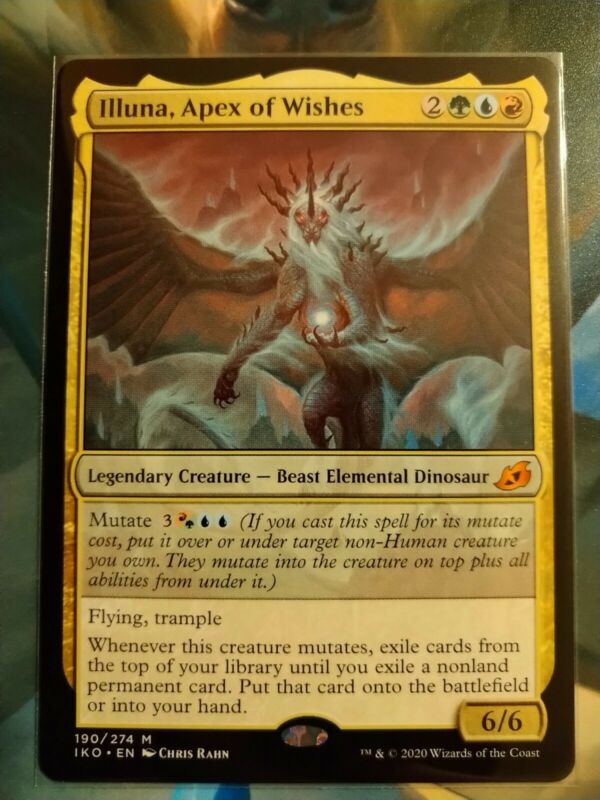 Illuna, Apex of Wishes 2
Legendary Creature — Beast Elemental Dinosaur
Mutate 3 (If you cast this spell for its mutate
cost, put it over or under target non-Human creature
you own. They mutate into the creature on top plus all
abilities from under it.)
Flying, trample
Whenever this creature mutates, exile cards from
the top of your library until you exile a nonland
permanent card. Put that card onto the battlefield
or into your hand.
6/6
190/274 M
IKO • EN Chris Rahn
™ & © 2020 Wizards of the Coast